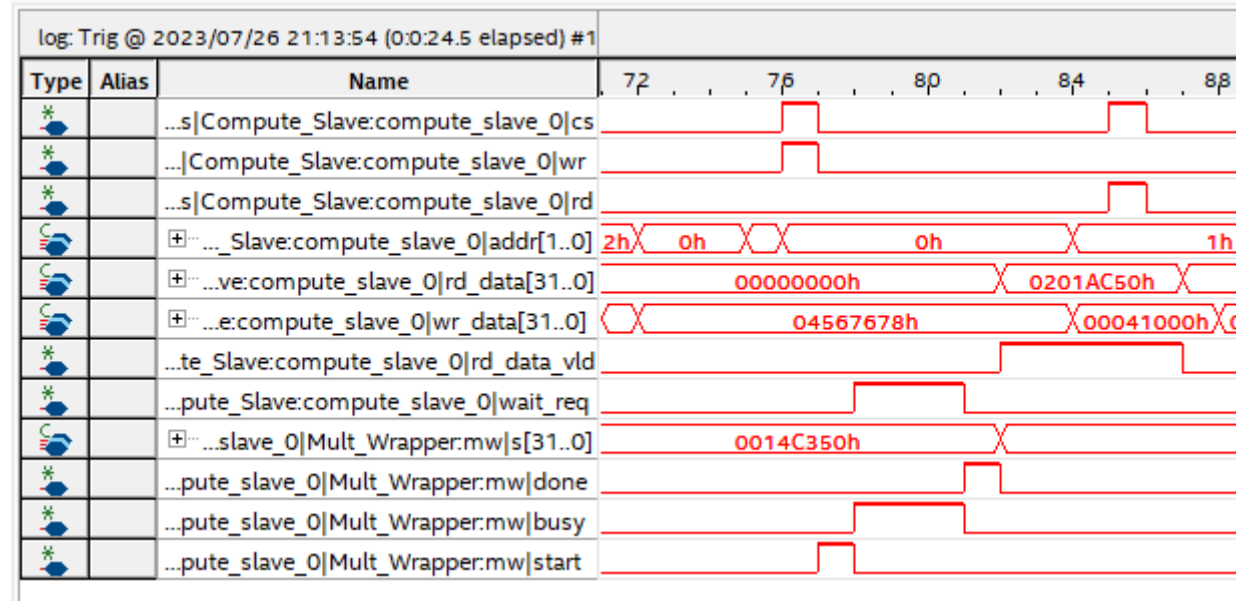 log: Trig @ 2023/07/26 21:13:54 (0:0:24.5 elapsed) #1
Type Alias Name 72 76 80 84 88
...s|Compute_Slave:compute_slave_0|cs
...|Compute_Slave:compute_slave_0|wr
...s|Compute_Slave:compute_slave_0|rd
..._Slave:compute_slave_0|addr[1..0] 2h 0h 0h 1h
...ve:compute_slave_0|rd_data[31..0] 00000000h 0201AC50h
...e:compute_slave_0|wr_data[31..0] 04567678h 00041000h
...te_Slave:compute_slave_0|rd_data_vld
...pute_Slave:compute_slave_0|wait_req
...slave_0|Mult_Wrapper:mw|s[31..0] 0014C350h
...pute_slave_0|Mult_Wrapper:mw|done
...pute_slave_0|Mult_Wrapper:mw|busy
...pute_slave_0|Mult_Wrapper:mw|start